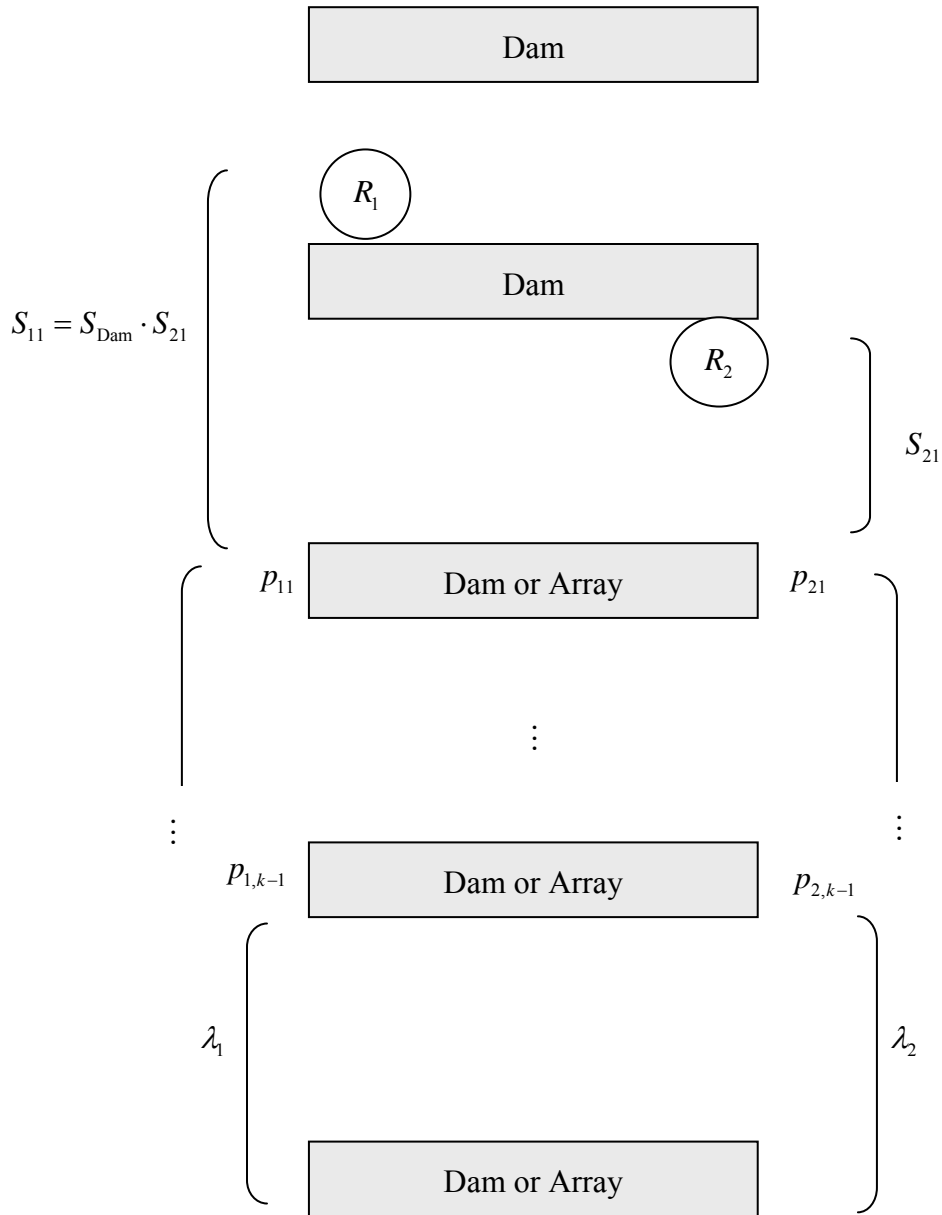 Dam
R₁
Dam
S₁₁ = S_Dam · S₂₁
R₂
S₂₁
p₁₁ Dam or Array p₂₁
⋮
⋮ ⋮
p₁,ₖ₋₁ Dam or Array p₂,ₖ₋₁
λ₁ λ₂
Dam or Array